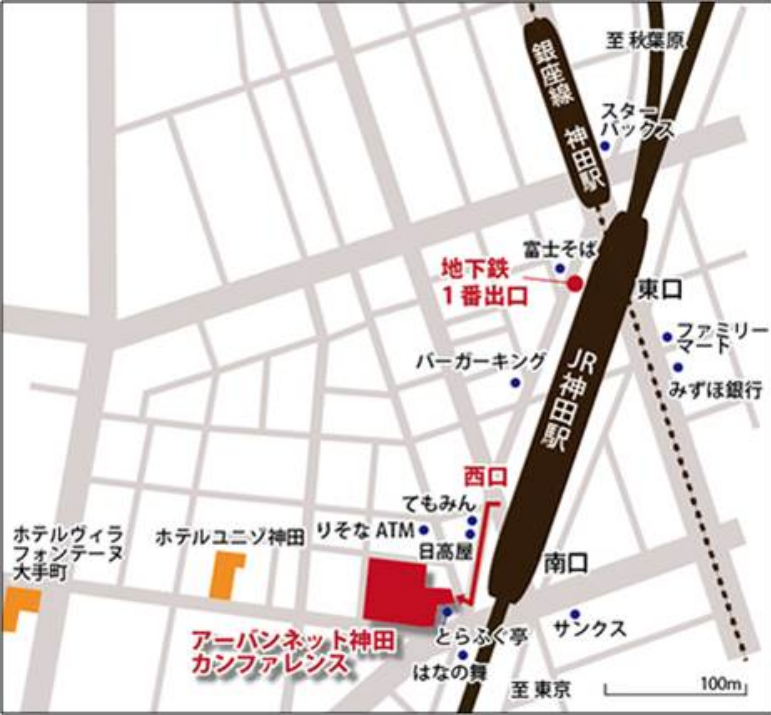 至 秋葉原
銀座線 神田駅
スター
バックス
富士そば
地下鉄
1番出口
東口
ファミリー
マート
バーガーキング
JR神田駅
みずほ銀行
西口
てもみん
りそな ATM
日高屋
ホテルユニゾ神田
ホテルヴィラ
フォンテーヌ
大手町
南口
サンクス
とらふぐ亭
アーバンネット神田
カンファレンス
はなの舞
至 東京
100m